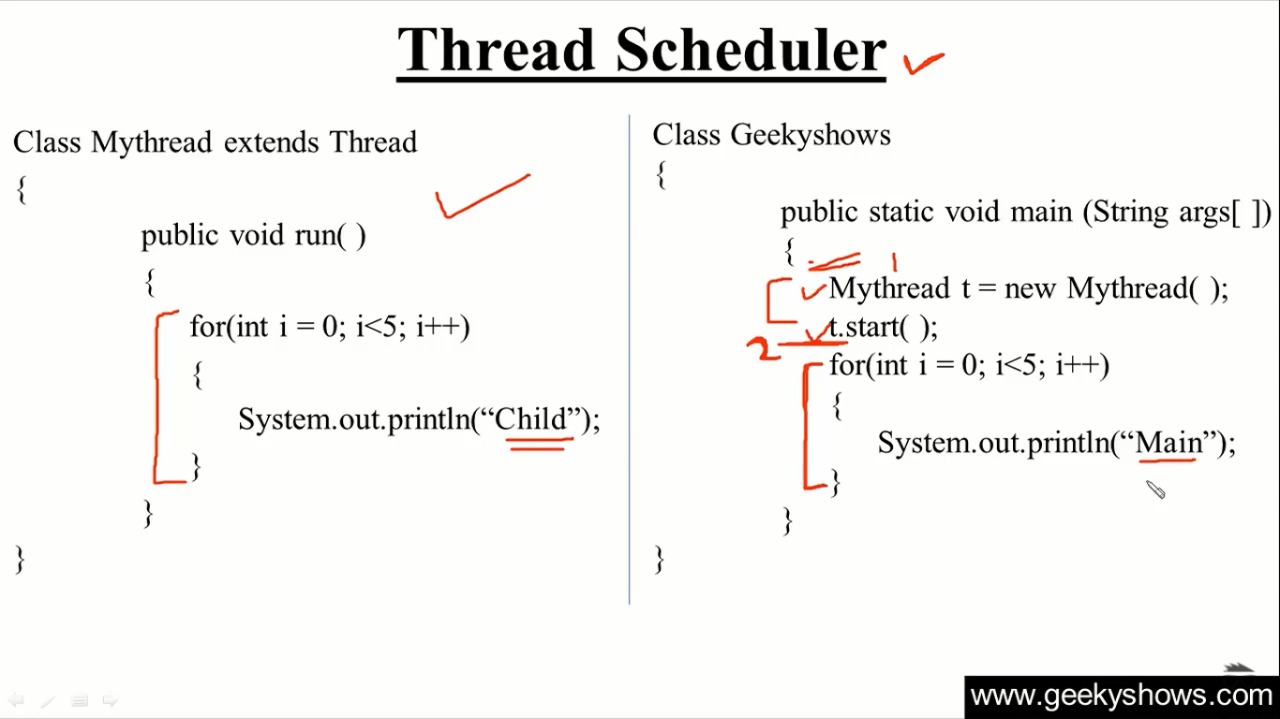 Thread Scheduler
Class Mythread extends Thread
{
public void run( )
{
for(int i = 0; i<5; i++)
{
System.out.println(“Child”);
}
}
}
Class Geekyshows
{
public static void main (String args[ ])
{
1
Mythread t = new Mythread( );
t.start( );
2
for(int i = 0; i<5; i++)
{
System.out.println(“Main”);
}
}
}
www.geekyshows.com